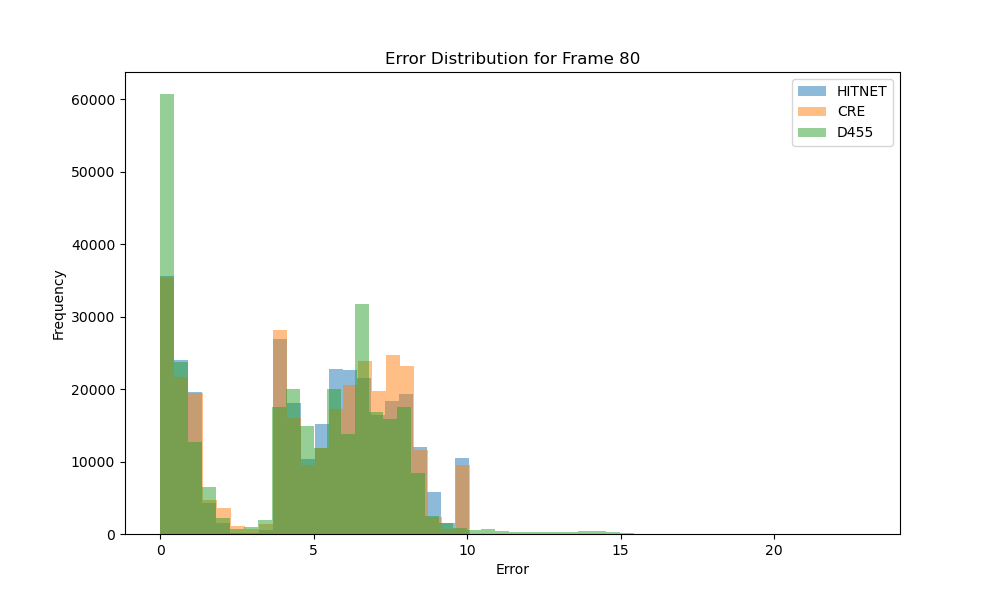 Error Distribution for Frame 80
HITNET
CRE
D455
60000
50000
40000
30000
20000
10000
0
Frequency
0 5 10 15 20
Error